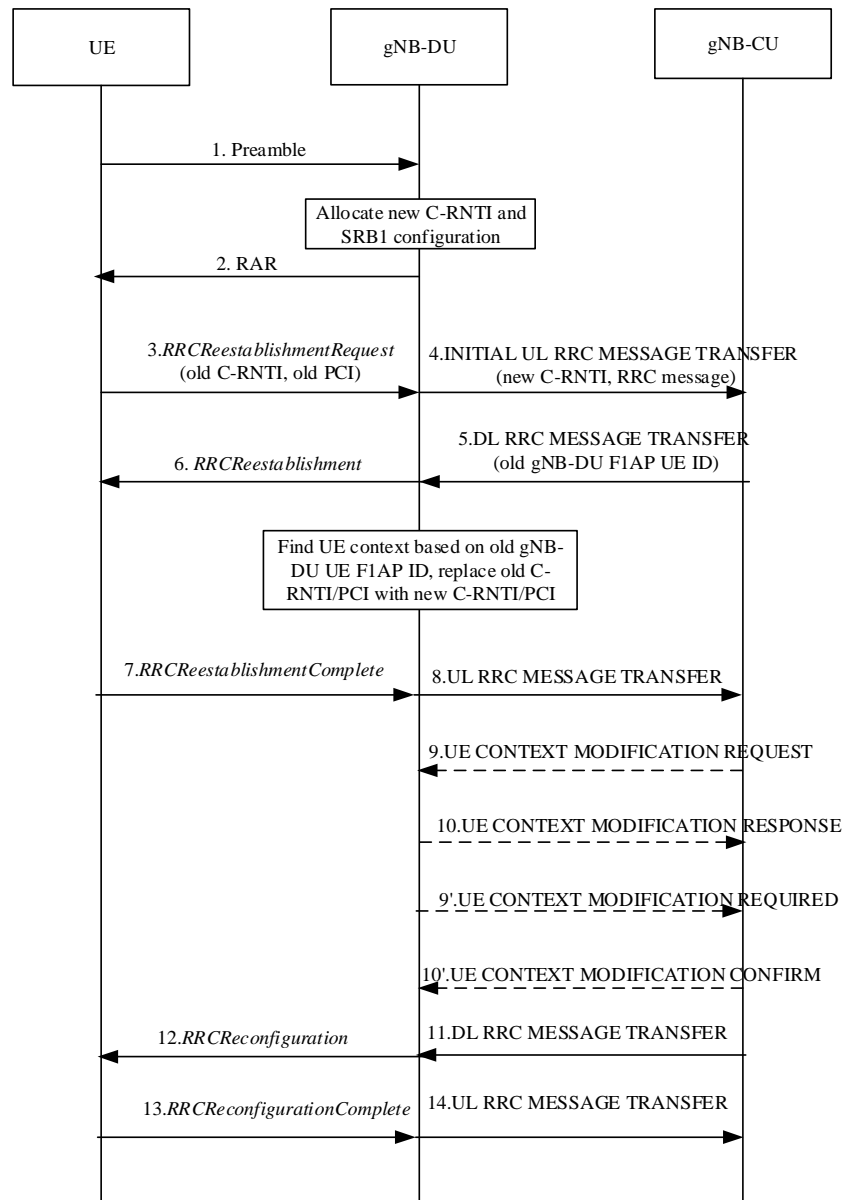 UE
gNB-DU
gNB-CU
1. Preamble
Allocate new C-RNTI and
SRB1 configuration
2. RAR
3.RRCReestablishmentRequest
(old C-RNTI, old PCI)
4.INITIAL UL RRC MESSAGE TRANSFER
(new C-RNTI, RRC message)
5.DL RRC MESSAGE TRANSFER
(old gNB-DU F1AP UE ID)
6. RRCReestablishment
Find UE context based on old gNB-
DU UE F1AP ID, replace old C-
RNTI/PCI with new C-RNTI/PCI
7.RRCReestablishmentComplete
8.UL RRC MESSAGE TRANSFER
9.UE CONTEXT MODIFICATION REQUEST
10.UE CONTEXT MODIFICATION RESPONSE
9'.UE CONTEXT MODIFICATION REQUIRED
10'.UE CONTEXT MODIFICATION CONFIRM
12.RRCReconfiguration
11.DL RRC MESSAGE TRANSFER
13.RRCReconfigurationComplete
14.UL RRC MESSAGE TRANSFER